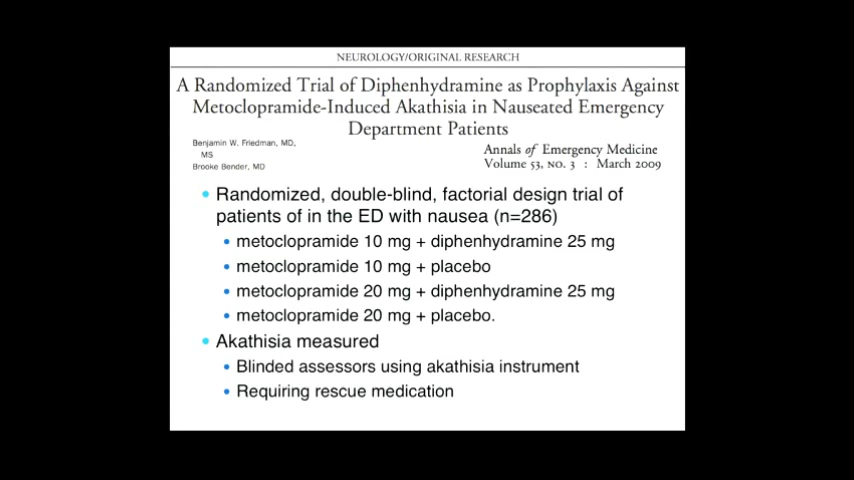 NEUROLOGY/ORIGINAL RESEARCH
A Randomized Trial of Diphenhydramine as Prophylaxis Against
Metoclopramide-Induced Akathisia in Nauseated Emergency
Department Patients
Benjamin W. Friedman, MD,
MS
Brooke Bender, MD
Annals of Emergency Medicine
Volume 53, NO. 3 : March 2009
• Randomized, double-blind, factorial design trial of
patients of in the ED with nausea (n=286)
• metoclopramide 10 mg + diphenhydramine 25 mg
• metoclopramide 10 mg + placebo
• metoclopramide 20 mg + diphenhydramine 25 mg
• metoclopramide 20 mg + placebo.
• Akathisia measured
• Blinded assessors using akathisia instrument
• Requiring rescue medication